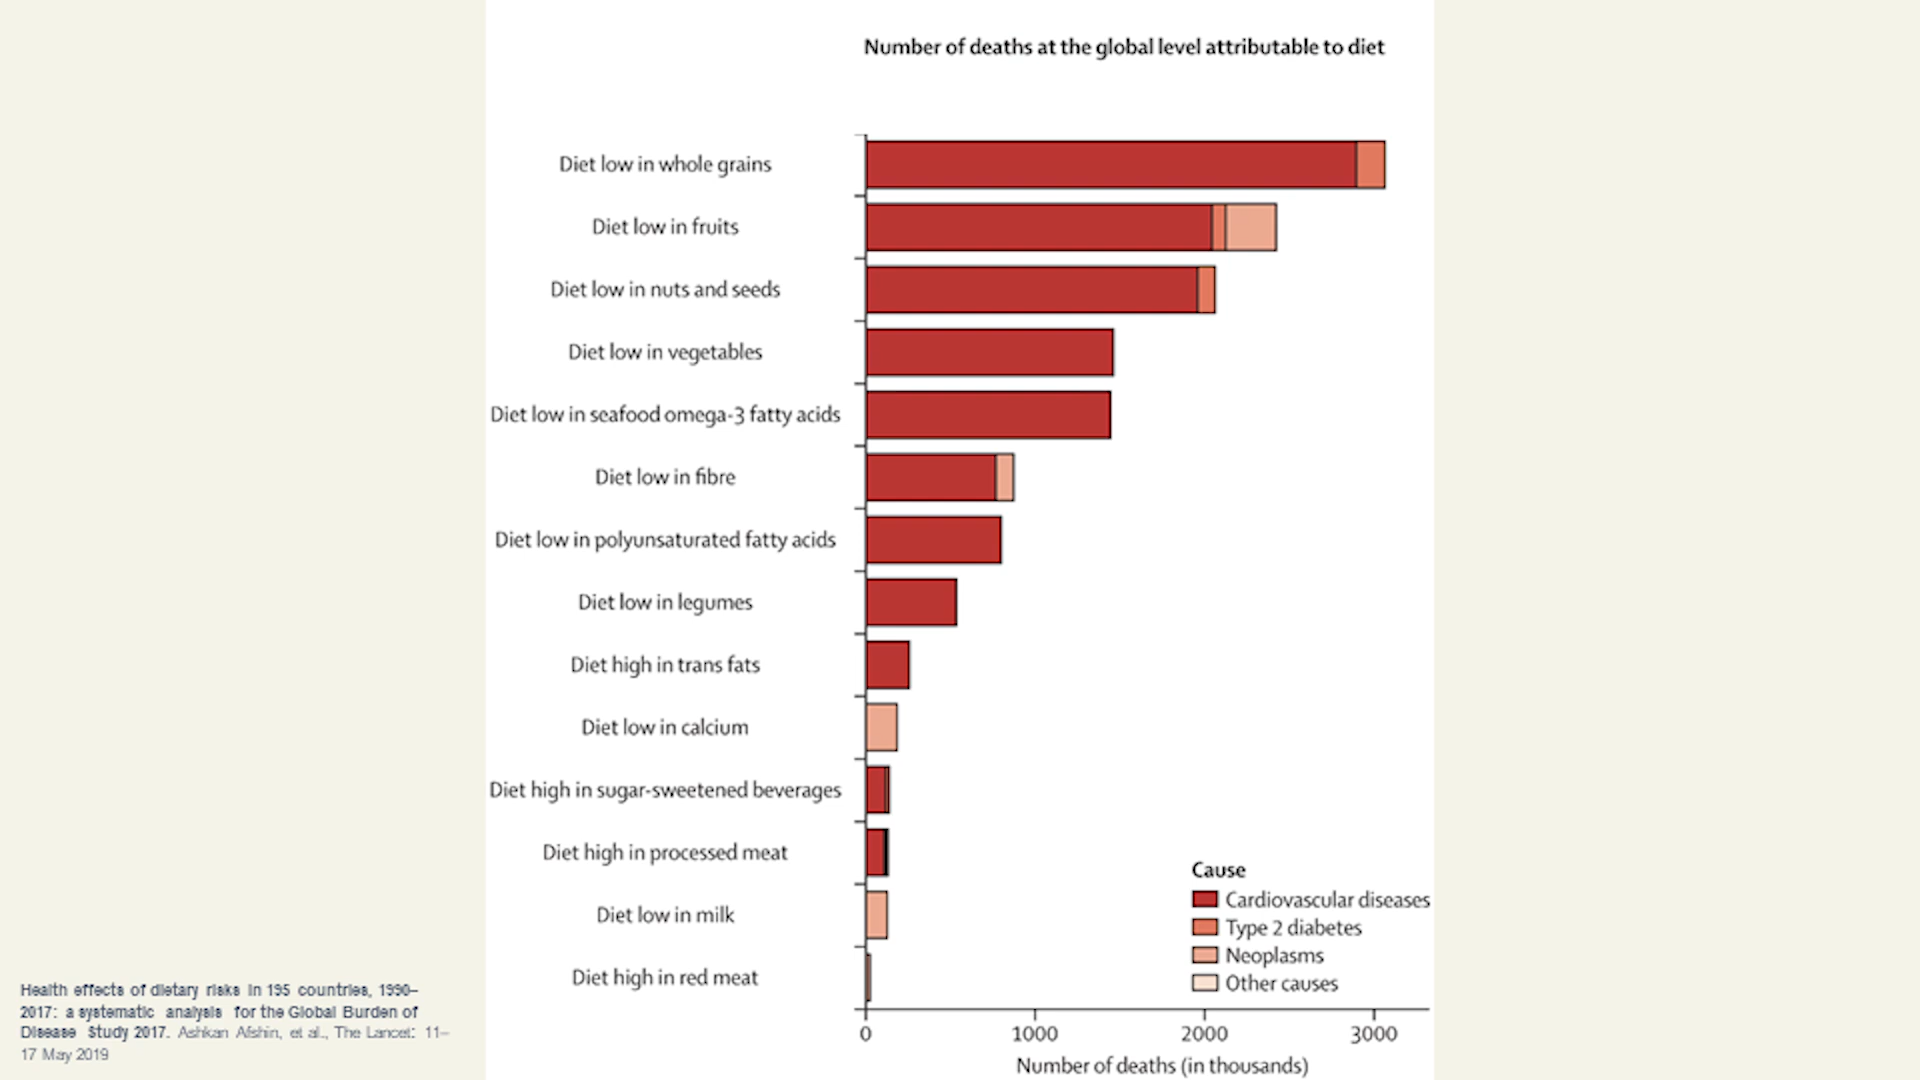 Number of deaths at the global level attributable to diet
Diet low in whole grains
Diet low in fruits
Diet low in nuts and seeds
Diet low in vegetables
Diet low in seafood omega-3 fatty acids
Diet low in fibre
Diet low in polyunsaturated fatty acids
Diet low in legumes
Diet high in trans fats
Diet low in calcium
Diet high in sugar-sweetened beverages
Diet high in processed meat
Diet low in milk
Diet high in red meat
Cause
Cardiovascular diseases
Type 2 diabetes
Neoplasms
Other causes
0 1000 2000 3000
Number of deaths (in thousands)
Health effects of dietary risks in 195 countries, 1990–
2017: a systematic analysis for the Global Burden of
Disease Study 2017. Ashkan Afshin, et al., The Lancet: 11–
17 May 2019